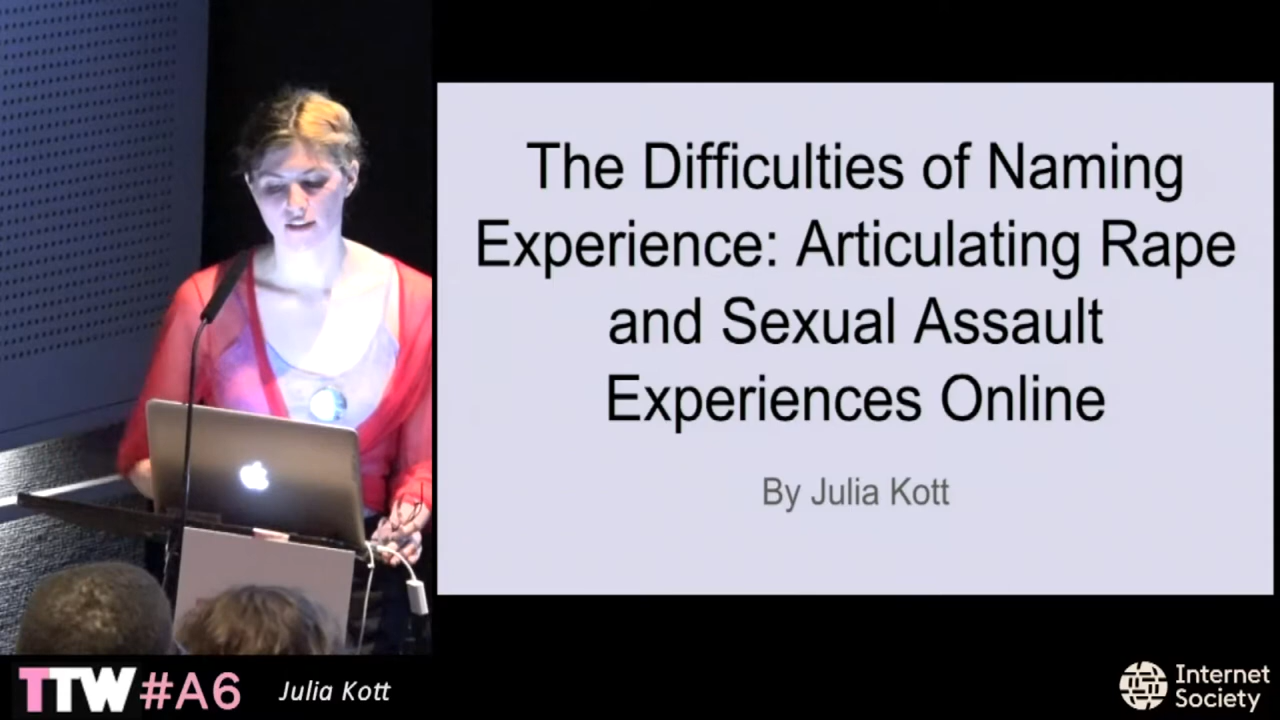 The Difficulties of Naming
Experience: Articulating Rape
and Sexual Assault
Experiences Online
By Julia Kott
TTW #A6
Julia Kott
Internet
Society